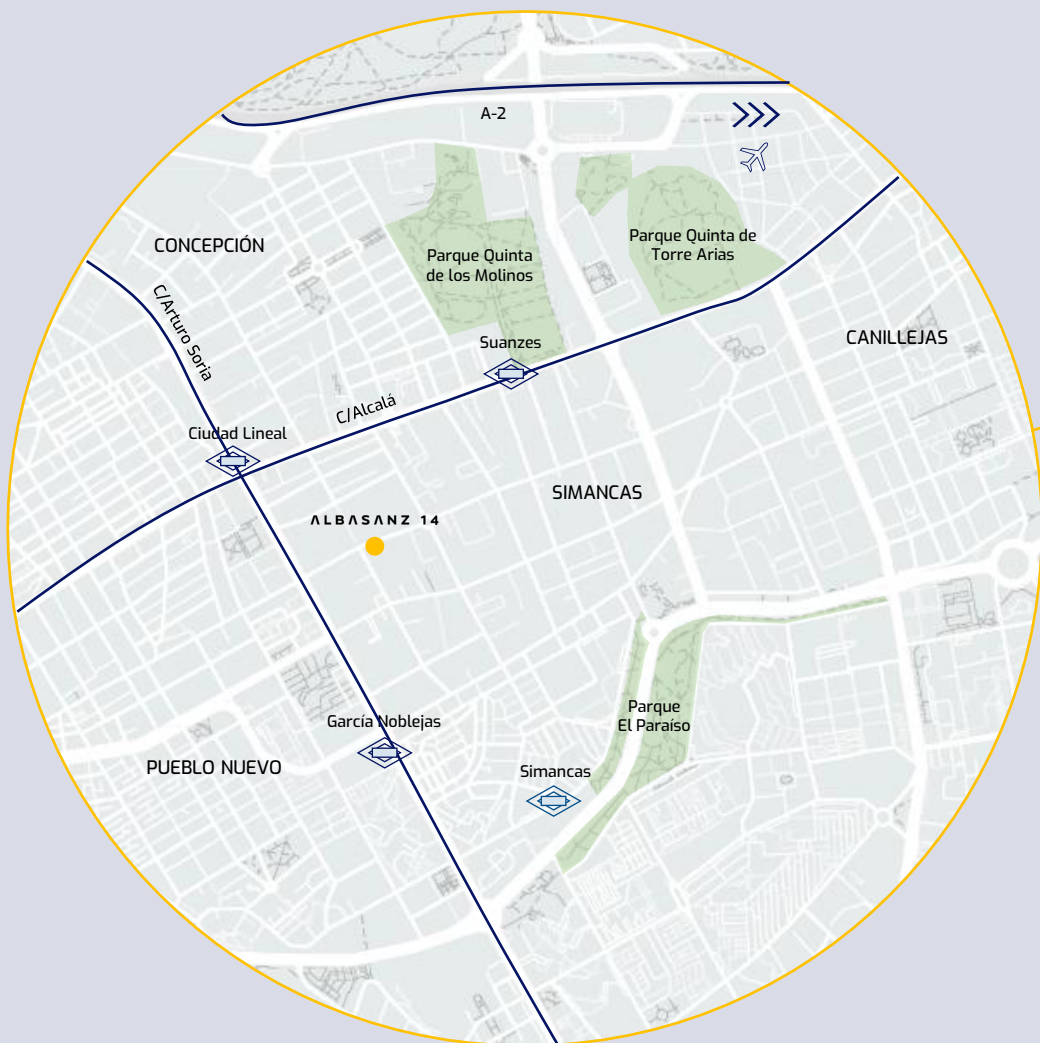 A-2
CONCEPCIÓN
Parque Quinta
de los Molinos
Parque Quinta de
Torre Arias
C/Arturo Soria
Suanzes
CANILLEJAS
C/Alcalá
Ciudad Lineal
SIMANCAS
ALBASANZ 14
García Noblejas
Parque
El Paraíso
PUEBLO NUEVO
Simancas